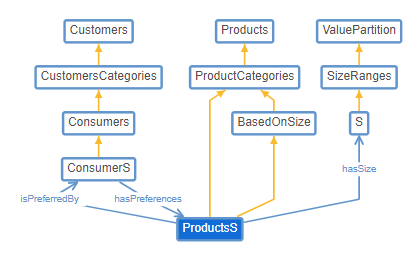 Customers
Products
ValuePartition
CustomersCategories
ProductCategories
SizeRanges
Consumers
BasedOnSize
S
ConsumerS
hasSize
isPreferredBy
hasPreferences
ProductsS